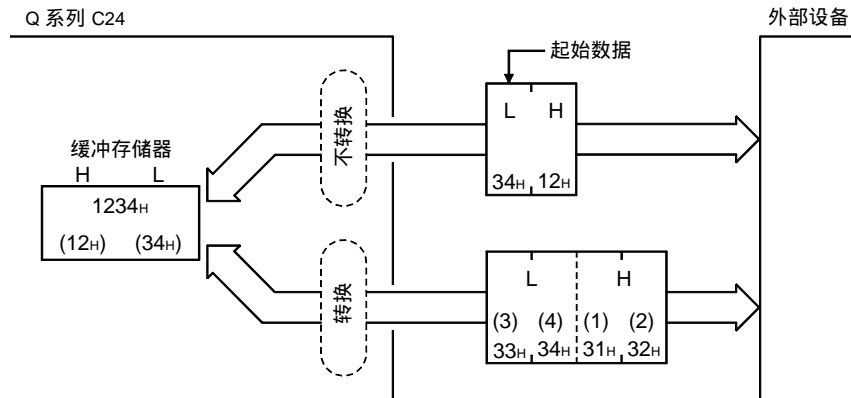 Q 系列 C24
外部设备
起始数据
不转换
L H
34H 12H
缓冲存储器
H L
1234H
(12H) (34H)
转换
L H
(3) (4) (1) (2)
33H 34H 31H 32H